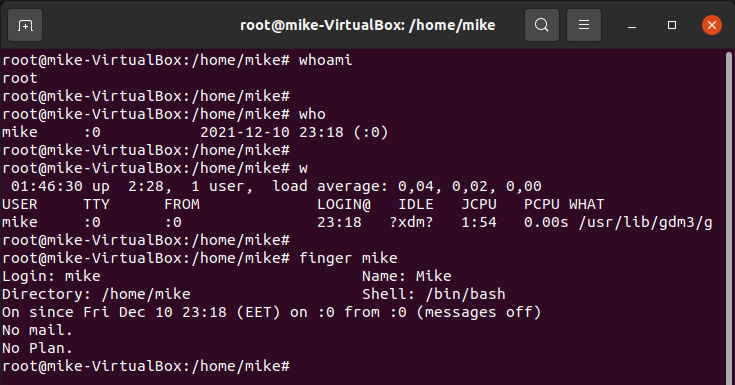 root@mike-VirtualBox: /home/mike
root@mike-VirtualBox:/home/mike# whoami
root
root@mike-VirtualBox:/home/mike#
root@mike-VirtualBox:/home/mike# who
mike     :0           2021-12-10 23:18 (:0)
root@mike-VirtualBox:/home/mike#
root@mike-VirtualBox:/home/mike# w
 01:46:30 up  2:28,  1 user,  load average: 0,04, 0,02, 0,00
USER     TTY      FROM             LOGIN@   IDLE   JCPU   PCPU WHAT
mike     :0       :0               23:18   ?xdm?   1:54   0.00s /usr/lib/gdm3/g
root@mike-VirtualBox:/home/mike#
root@mike-VirtualBox:/home/mike# finger mike
Login: mike                             Name: Mike
Directory: /home/mike                   Shell: /bin/bash
On since Fri Dec 10 23:18 (EET) on :0 from :0 (messages off)
No mail.
No Plan.
root@mike-VirtualBox:/home/mike#